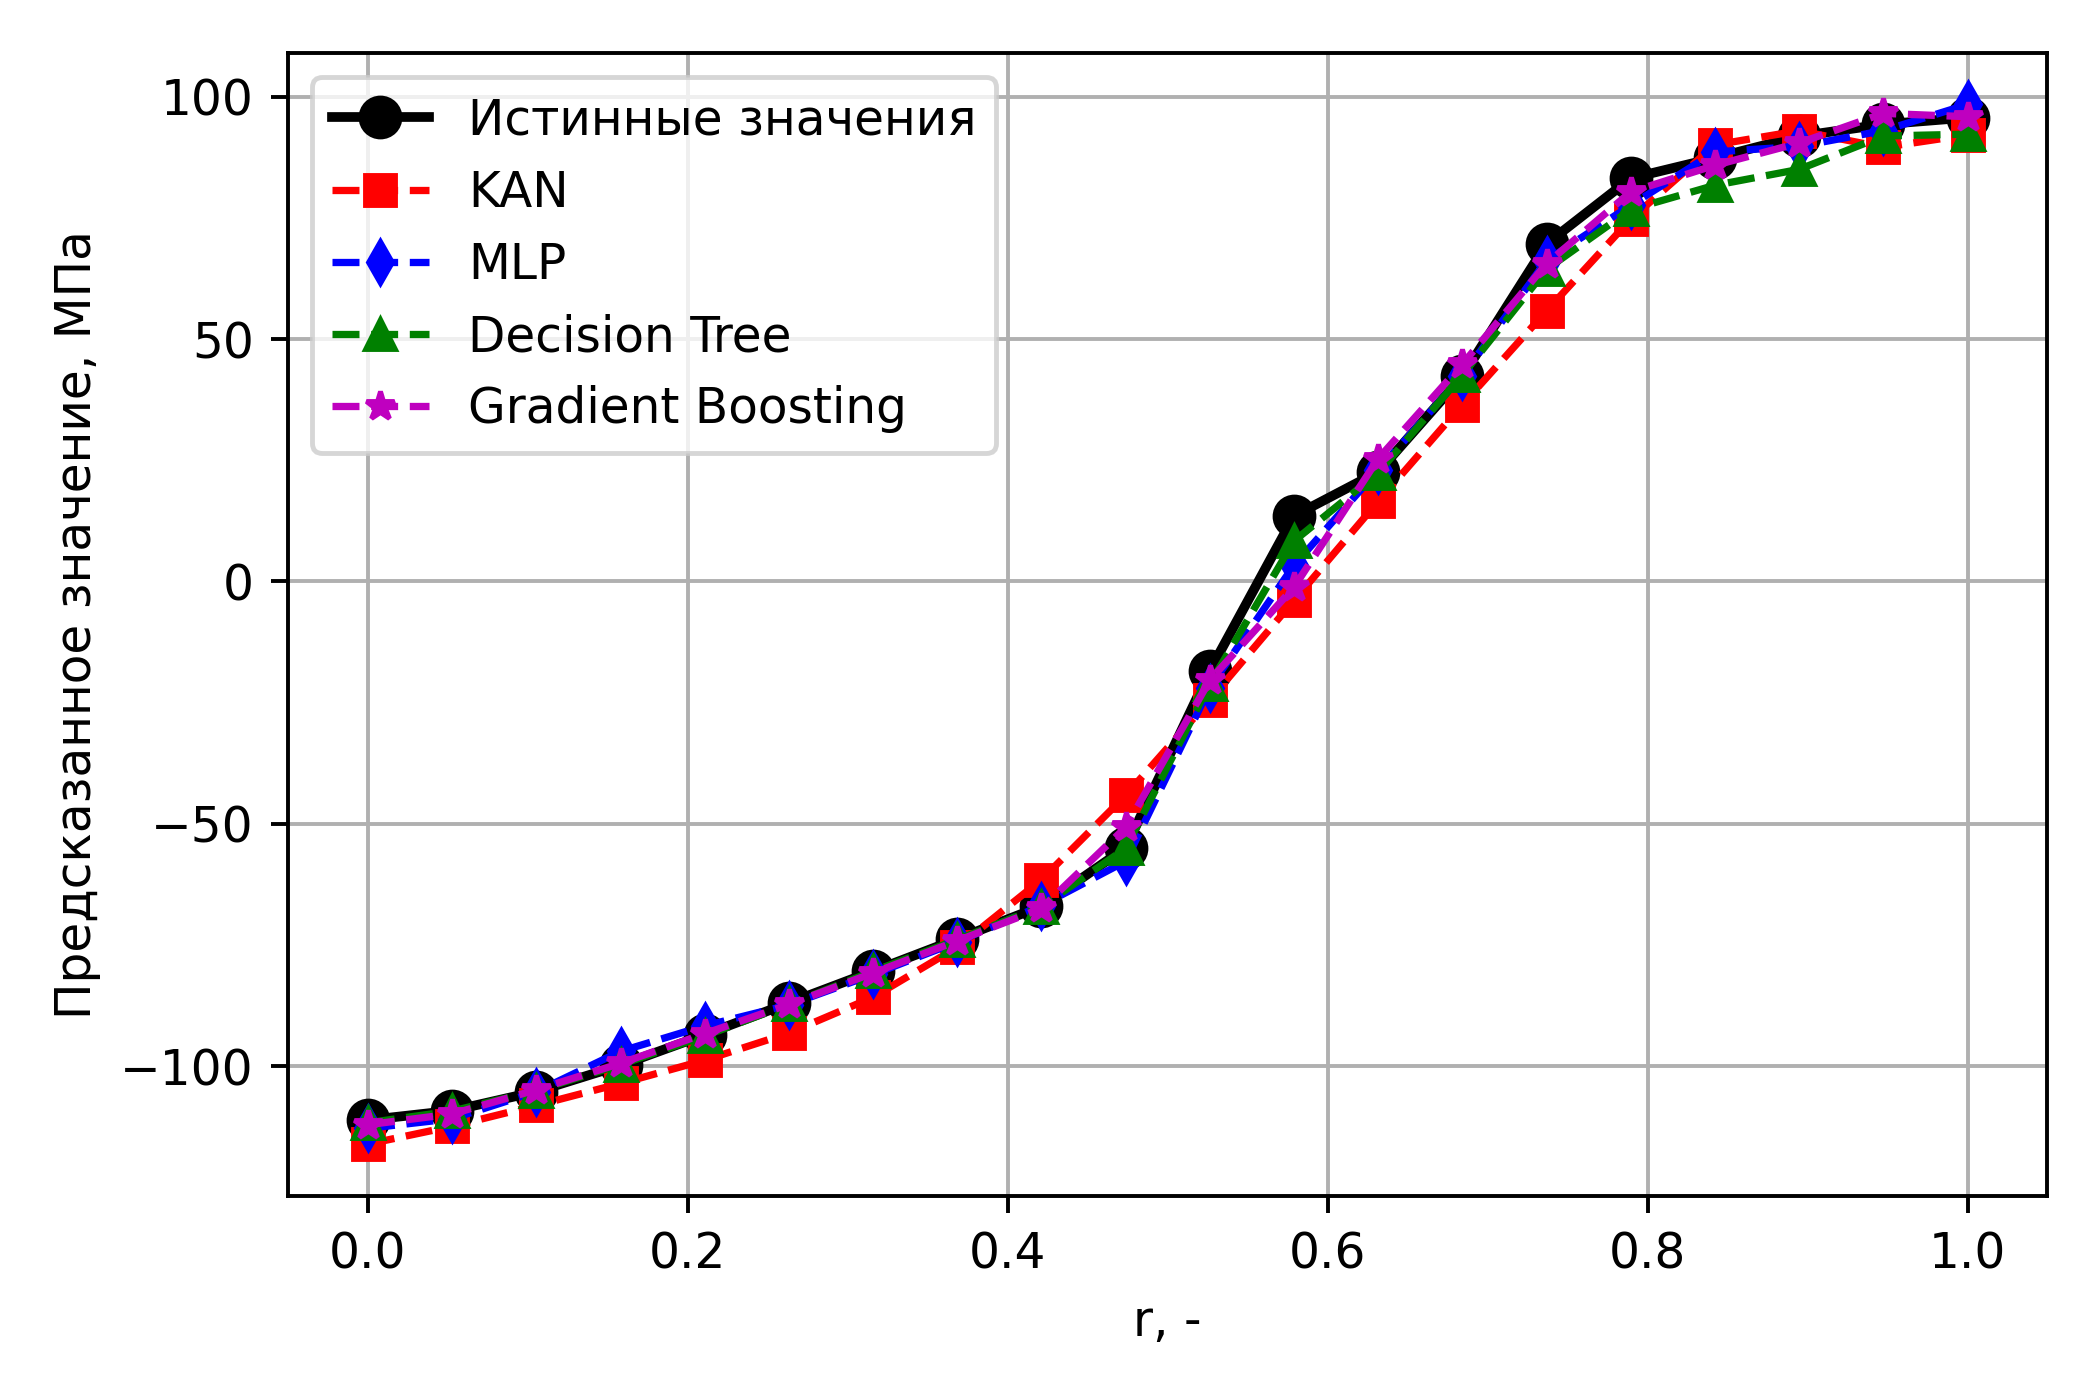 Предсказанное значение, МПа
100
50
0
−50
−100
Истинные значения
KAN
MLP
Decision Tree
Gradient Boosting
0.0 0.2 0.4 0.6 0.8 1.0
r, -